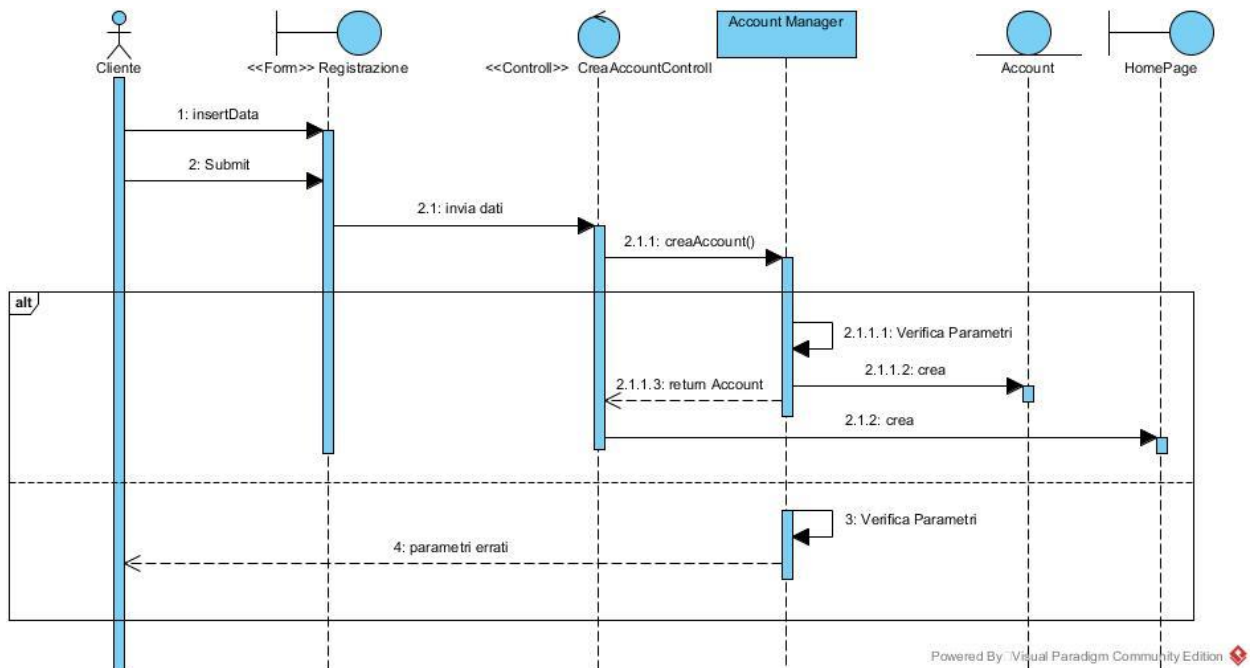 Cliente
<<Form>> Registrazione
<<Controll>> CreaAccountControll
Account Manager
Account
HomePage
1: insertData
2: Submit
2.1: invia dati
2.1.1: creaAccount()
alt
2.1.1.1: Verifica Parametri
2.1.1.2: crea
2.1.1.3: return Account
2.1.2: crea
3: Verifica Parametri
4: parametri errati
Powered By Visual Paradigm Community Edition